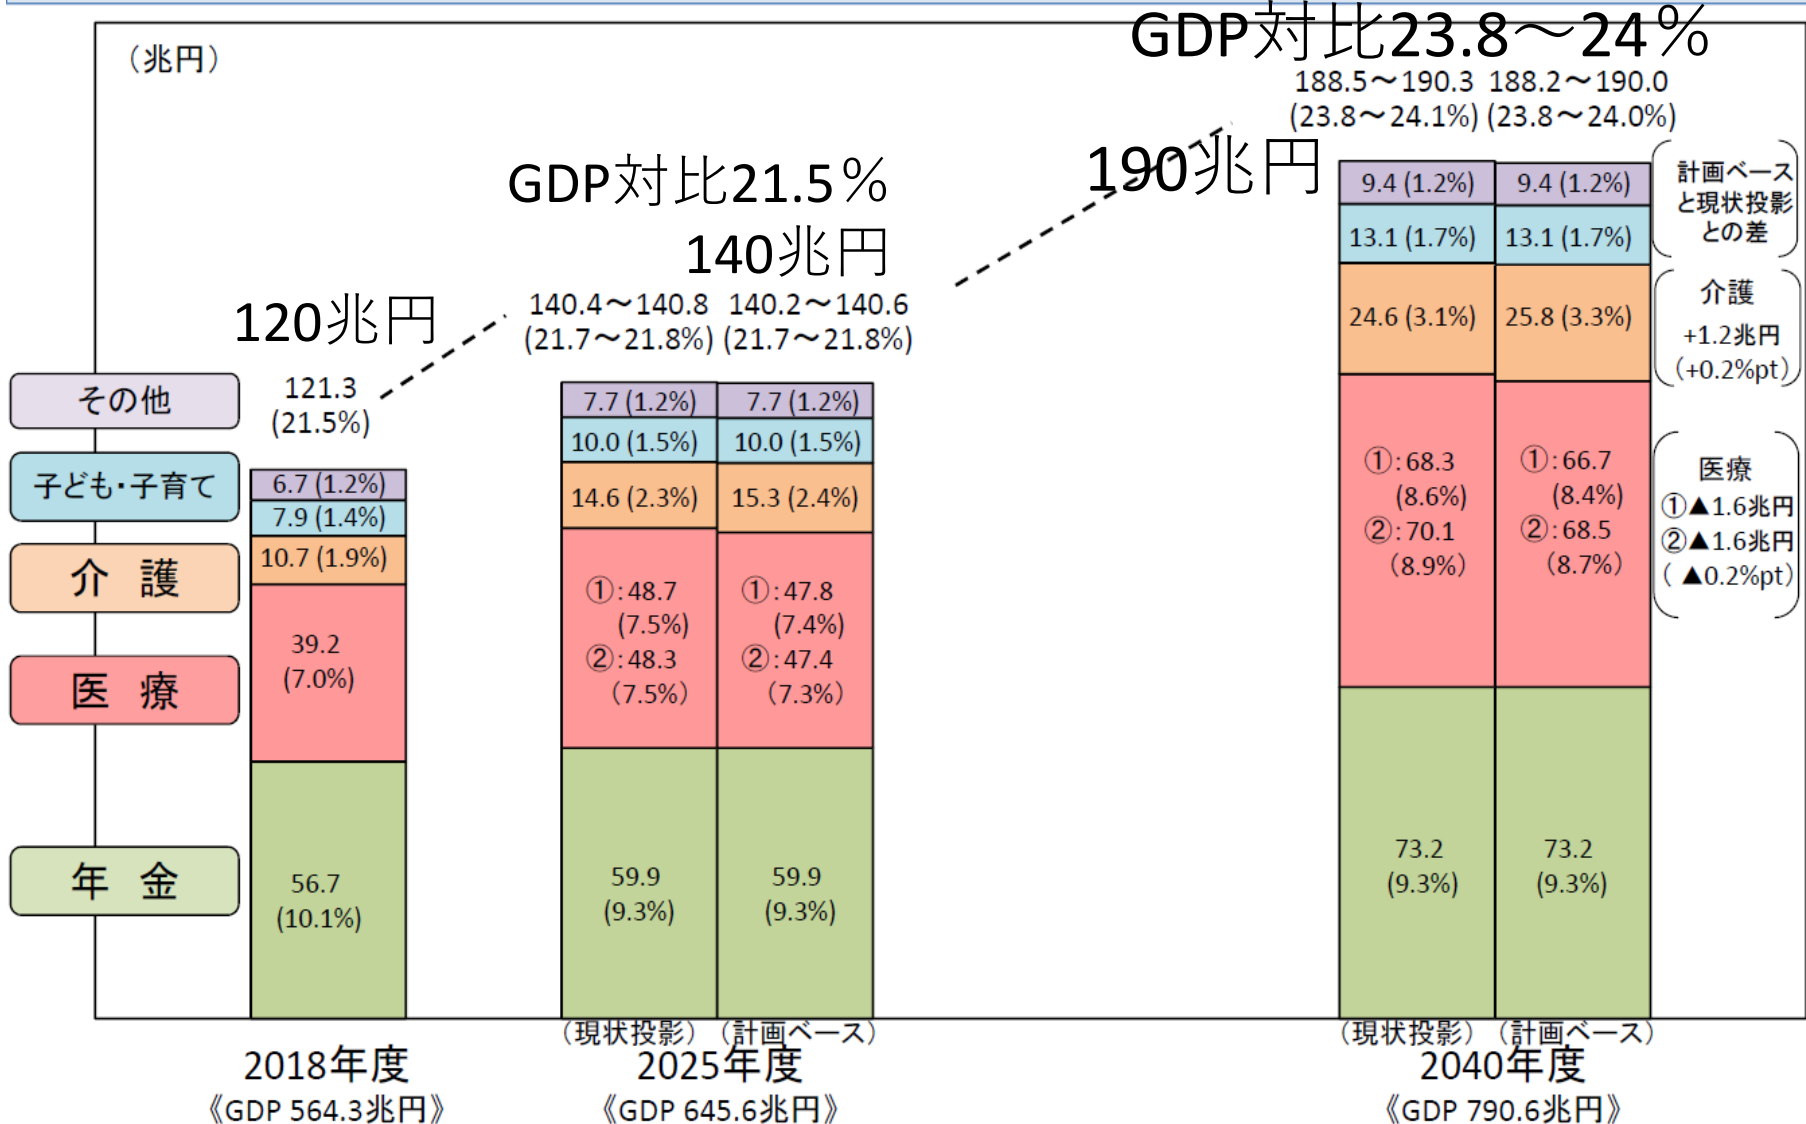 GDP対比23.8～24％
（兆円）
188.5～190.3 188.2～190.0
(23.8～24.1%) (23.8～24.0%)
190兆円
GDP対比21.5％
140兆円
140.4～140.8 140.2～140.6
(21.7～21.8%) (21.7～21.8%)
120兆円
121.3
(21.5%)
その他
子ども・子育て
介 護
医 療
年 金
6.7 (1.2%)
7.9 (1.4%)
10.7 (1.9%)
39.2
(7.0%)
56.7
(10.1%)
7.7 (1.2%)
10.0 (1.5%)
14.6 (2.3%)
①:48.7
(7.5%)
②:48.3
(7.5%)
59.9
(9.3%)
7.7 (1.2%)
10.0 (1.5%)
15.3 (2.4%)
①:47.8
(7.4%)
②:47.4
(7.3%)
59.9
(9.3%)
9.4 (1.2%)
13.1 (1.7%)
24.6 (3.1%)
①:68.3
(8.6%)
②:70.1
(8.9%)
73.2
(9.3%)
9.4 (1.2%)
13.1 (1.7%)
25.8 (3.3%)
①:66.7
(8.4%)
②:68.5
(8.7%)
73.2
(9.3%)
計画ベース
と現状投影
との差
介護
+1.2兆円
(+0.2%pt)
医療
①▲1.6兆円
②▲1.6兆円
( ▲0.2%pt)
（現状投影）（計画ベース）
（現状投影）（計画ベース）
2018年度
2025年度
2040年度
《GDP 564.3兆円》
《GDP 645.6兆円》
《GDP 790.6兆円》